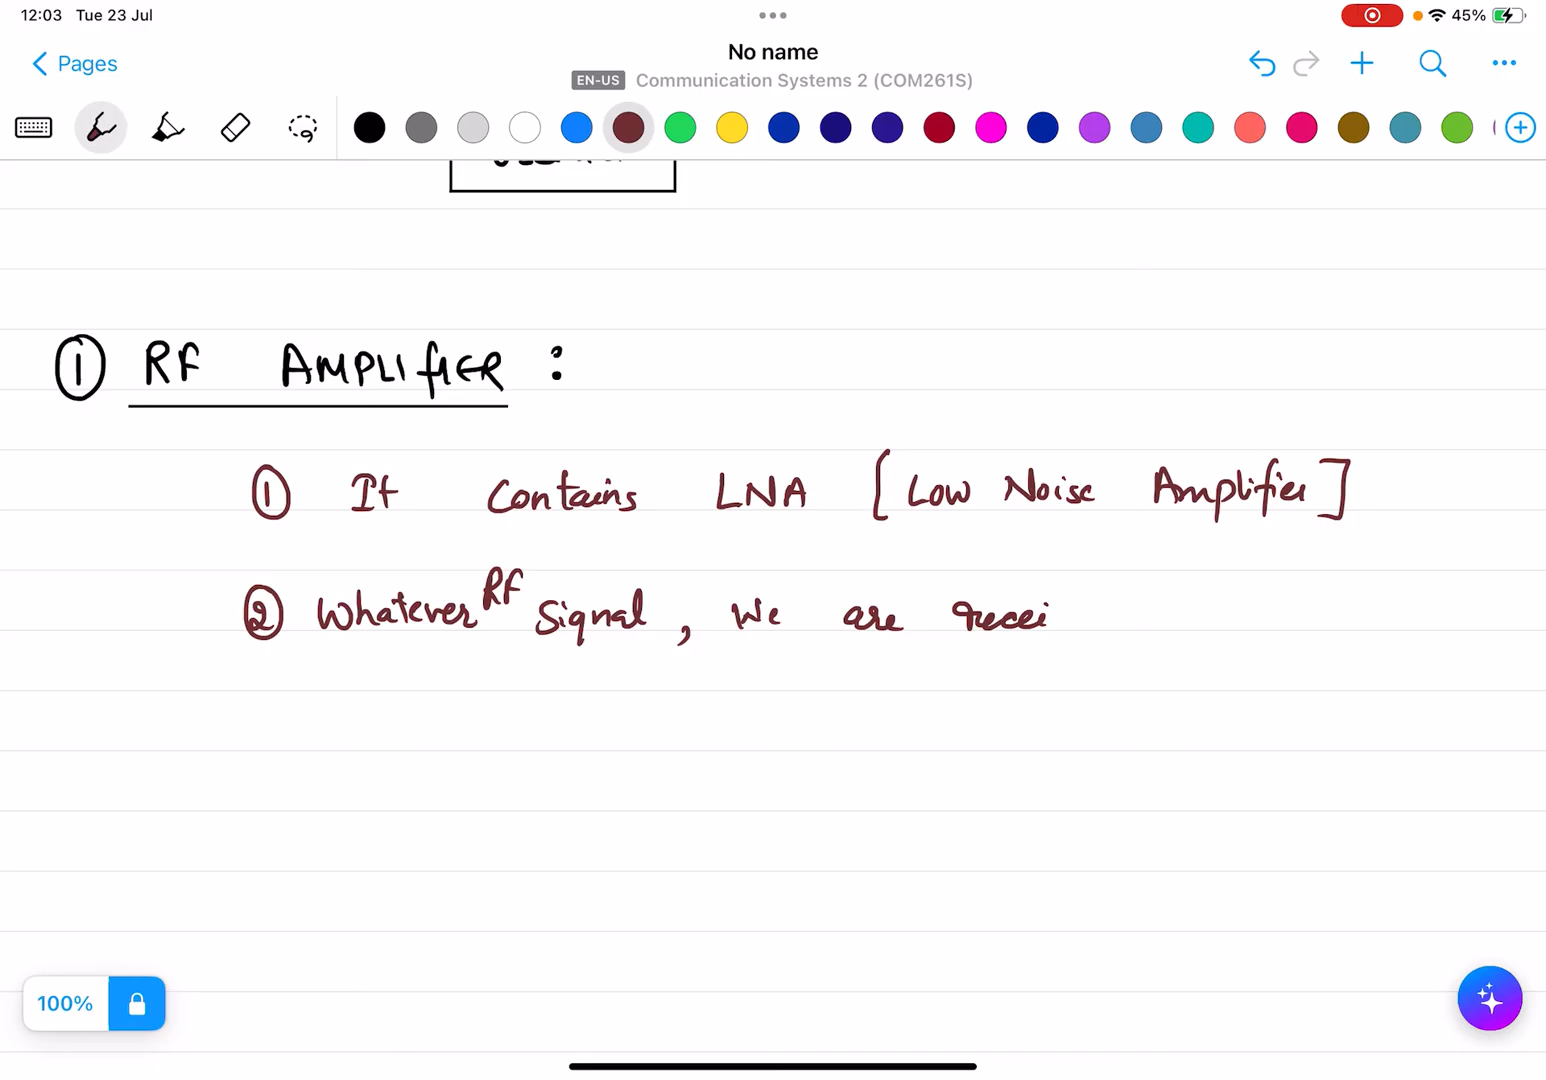 12:03 Tue 23 Jul
45%
Pages
No name
EN-US Communication Systems 2 (COM261S)
① RF AMPLIFIER :
① It contains LNA [Low Noise Amplifier]
② Whatever RF Signal, We are recei
100%